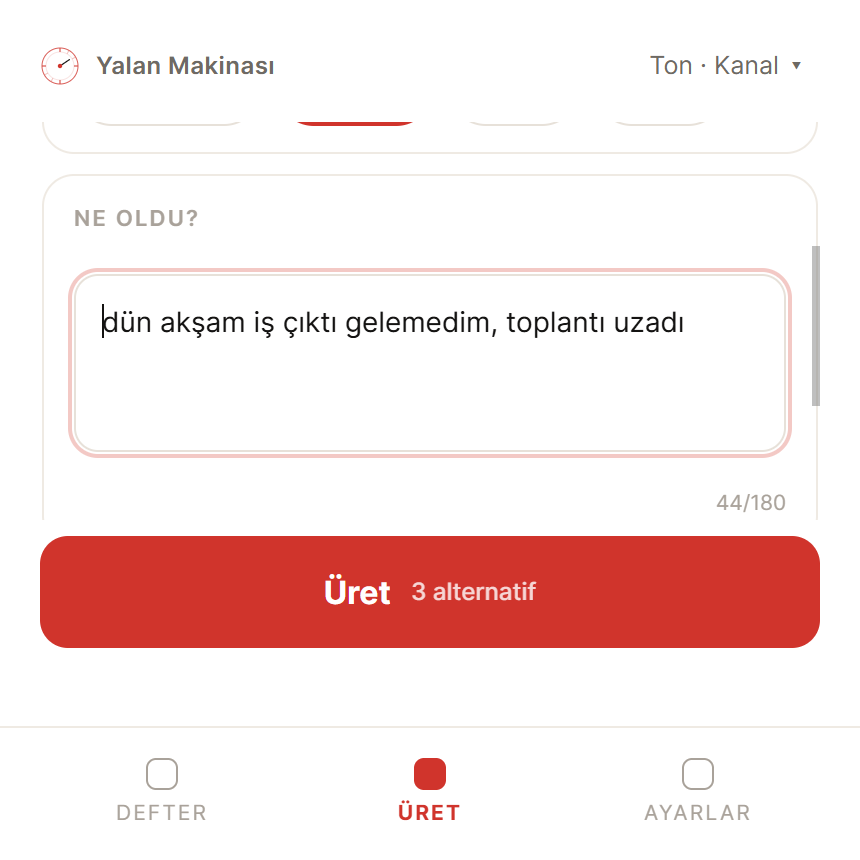 Yalan Makinası
Ton · Kanal ▾
NE OLDU?
dün akşam iş çıktı gelemedim, toplantı uzadı
44/180
Üret 3 alternatif
DEFTER
ÜRET
AYARLAR